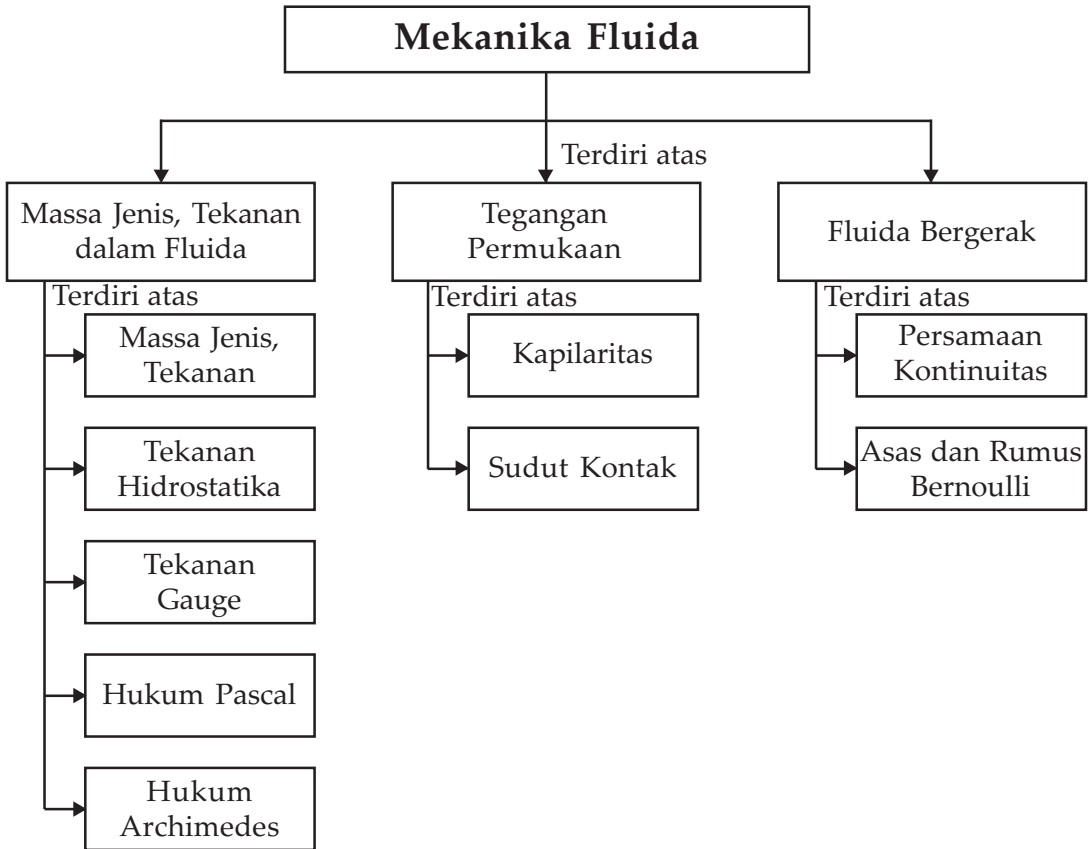 Mekanika Fluida
Terdiri atas
Massa Jenis, Tekanan
dalam Fluida
Terdiri atas
Massa Jenis,
Tekanan
Tekanan
Hidrostatika
Tekanan
Gauge
Hukum Pascal
Hukum
Archimedes
Tegangan
Permukaan
Terdiri atas
Kapilaritas
Sudut Kontak
Fluida Bergerak
Terdiri atas
Persamaan
Kontinuitas
Asas dan Rumus
Bernoulli